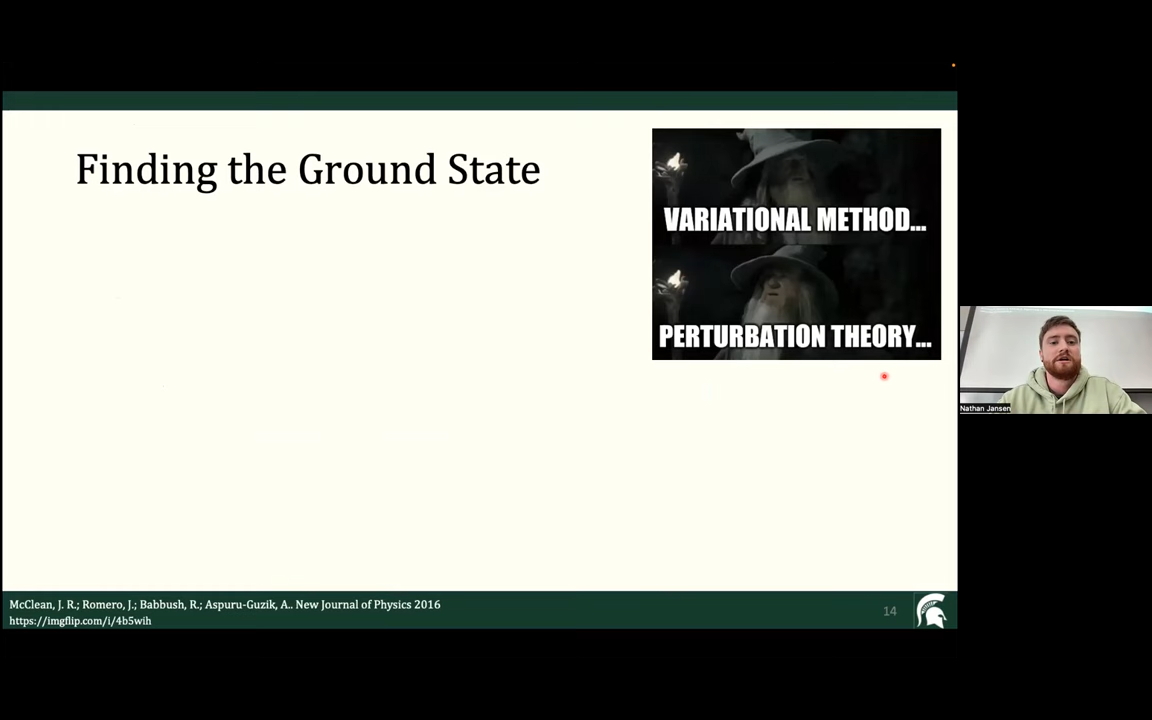 Finding the Ground State
VARIATIONAL METHOD...
PERTURBATION THEORY...
Nathan Jansen
McClean, J. R.; Romero, J.; Babbush, R.; Aspuru-Guzik, A.. New Journal of Physics 2016
https://imgflip.com/i/4b5wih
14